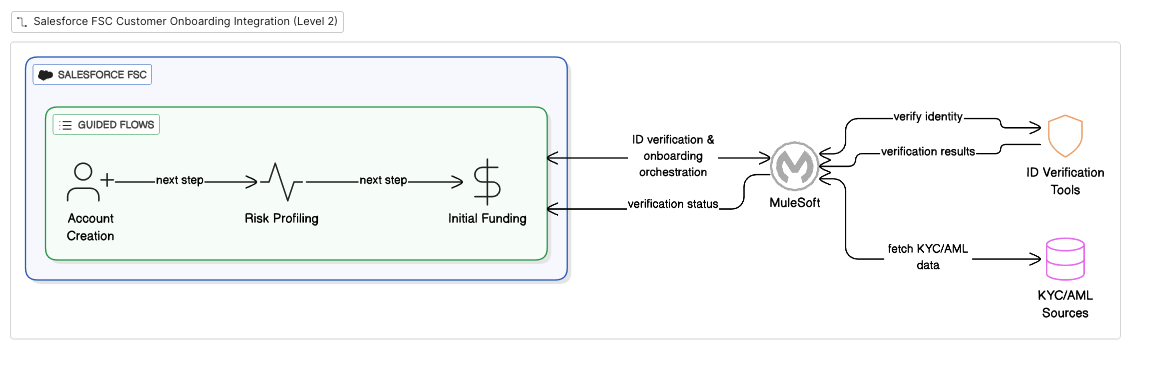 Salesforce FSC Customer Onboarding Integration (Level 2)
SALESFORCE FSC
GUIDED FLOWS
Account
Creation
next step
Risk Profiling
next step
Initial Funding
ID verification &
onboarding
orchestration
verification status
MuleSoft
verify identity
verification results
ID Verification
Tools
fetch KYC/AML
data
KYC/AML
Sources